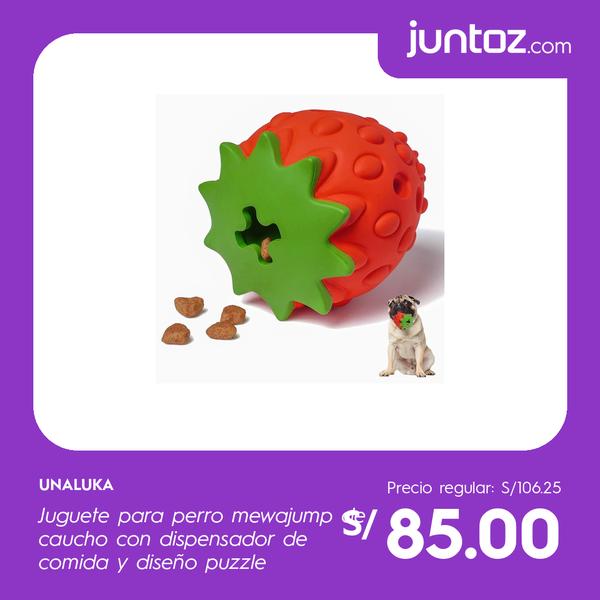 juntoz.com
UNALUKA
Juguete para perro mewajump
caucho con dispensador de
comida y diseño puzzle
Precio regular: S/106.25
S/ 85.00